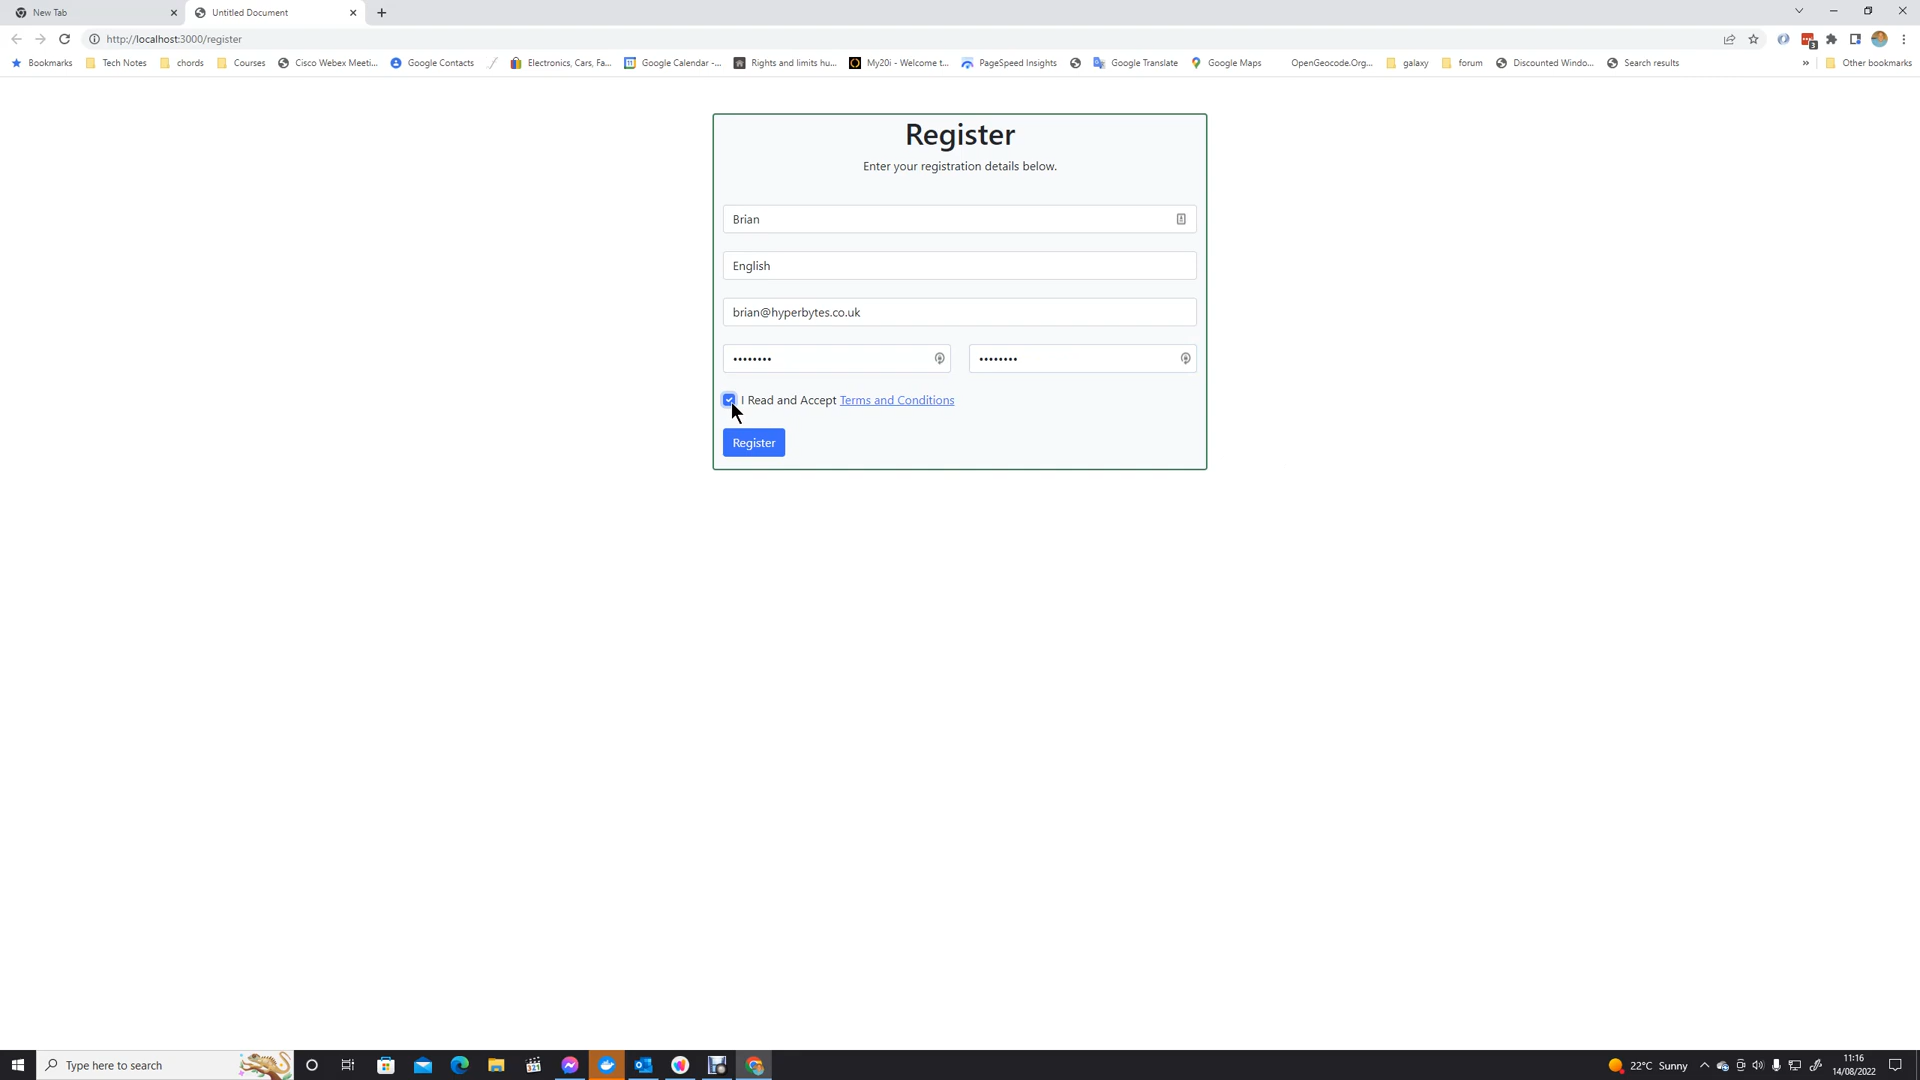 New Tab
Untitled Document
http://localhost:3000/register
Bookmarks Tech Notes chords Courses Cisco Webex Meeti... Google Contacts Electronics, Cars, Fa... Google Calendar -... Rights and limits hu... My20i - Welcome t... PageSpeed Insights Google Translate Google Maps OpenGeocode.Org... galaxy forum Discounted Windo... Search results » Other bookmarks
Register
Enter your registration details below.
Brian
English
brian@hyperbytes.co.uk
I Read and Accept Terms and Conditions
Register
Type here to search
22°C Sunny
11:16
14/08/2022